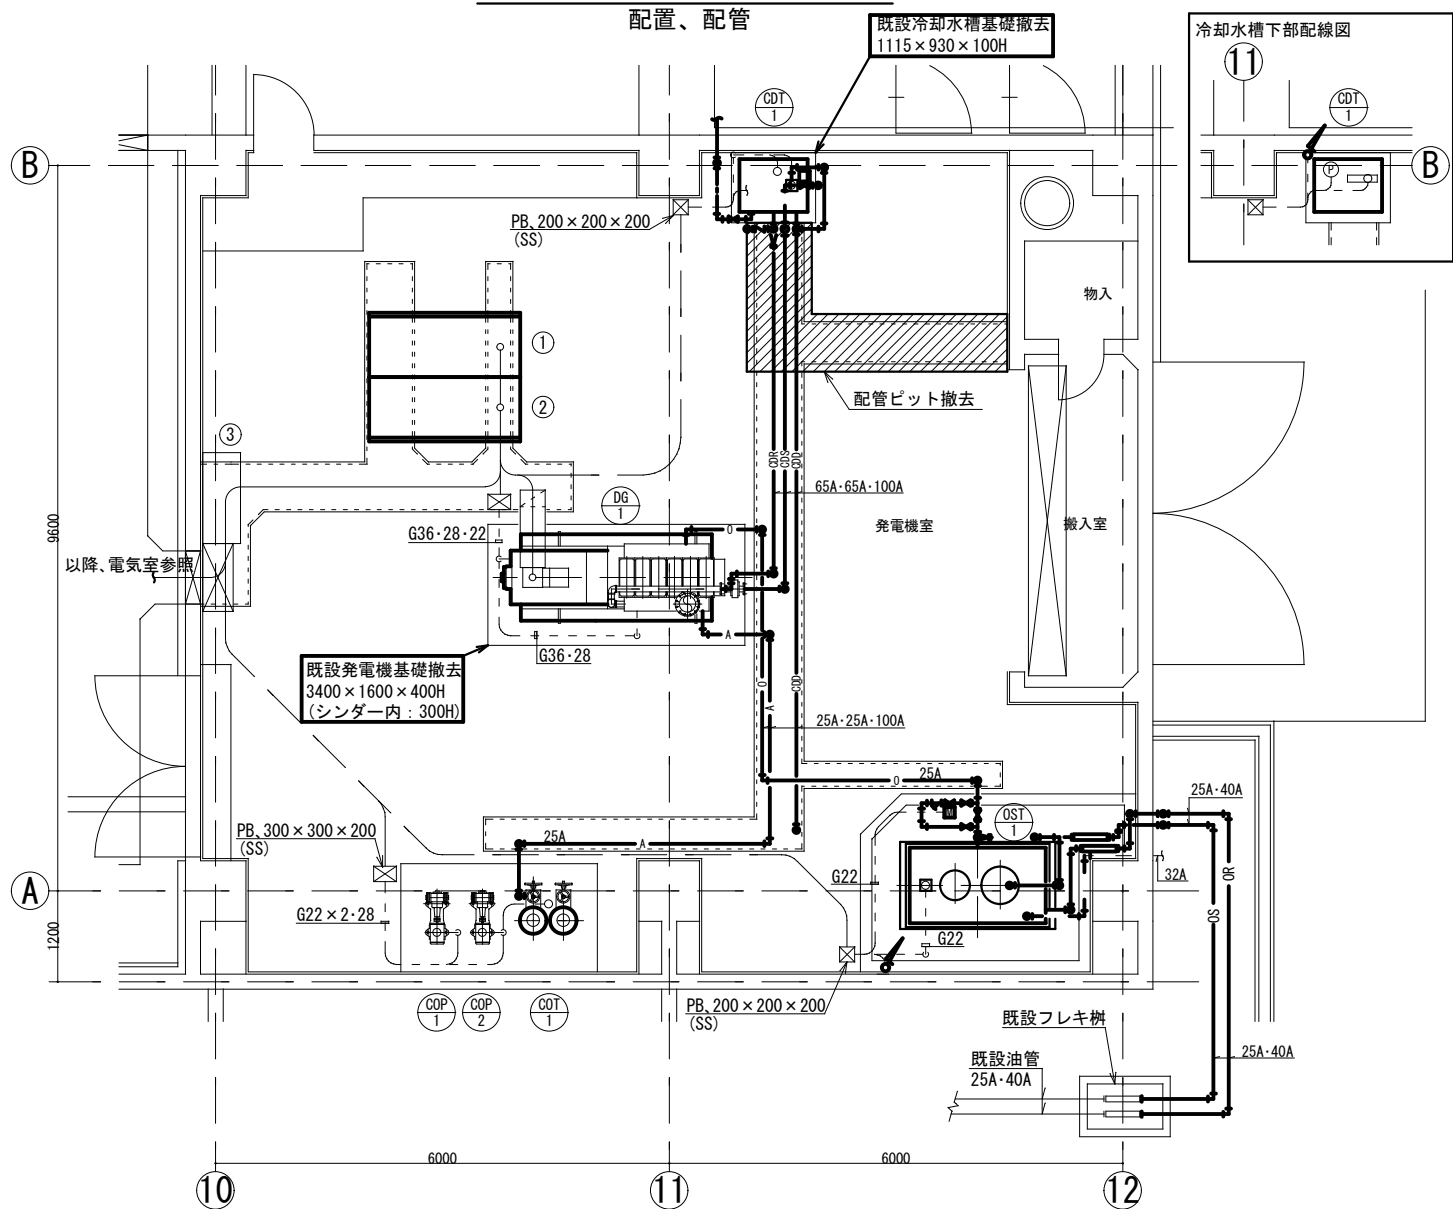 配置、配管
既設冷却水槽基礎撤去
1115×930×100H
冷却水槽下部配線図
11
CDT
1
P
B
CDT
1
B
PB、200×200×200
(SS)
物入
①
②
③
配管ピット撤去
CDR
CDS
CDD
65A・65A・100A
発電機室
搬入室
DG
1
G36・28・22
O
9600
以降、電気室参照
A
G36・28
既設発電機基礎撤去
3400×1600×400H
(シンダー内：300H)
O
A
CDD
25A・25A・100A
O
25A
25A・40A
M
OST
1
PB、300×300×200
(SS)
25A
A
G22
32A
OR
A
G22×2・28
OS
1200
G22
COP
1
COP
2
COT
1
PB、200×200×200
(SS)
既設フレキ桝
既設油管
25A・40A
25A・40A
6000
6000
10
11
12